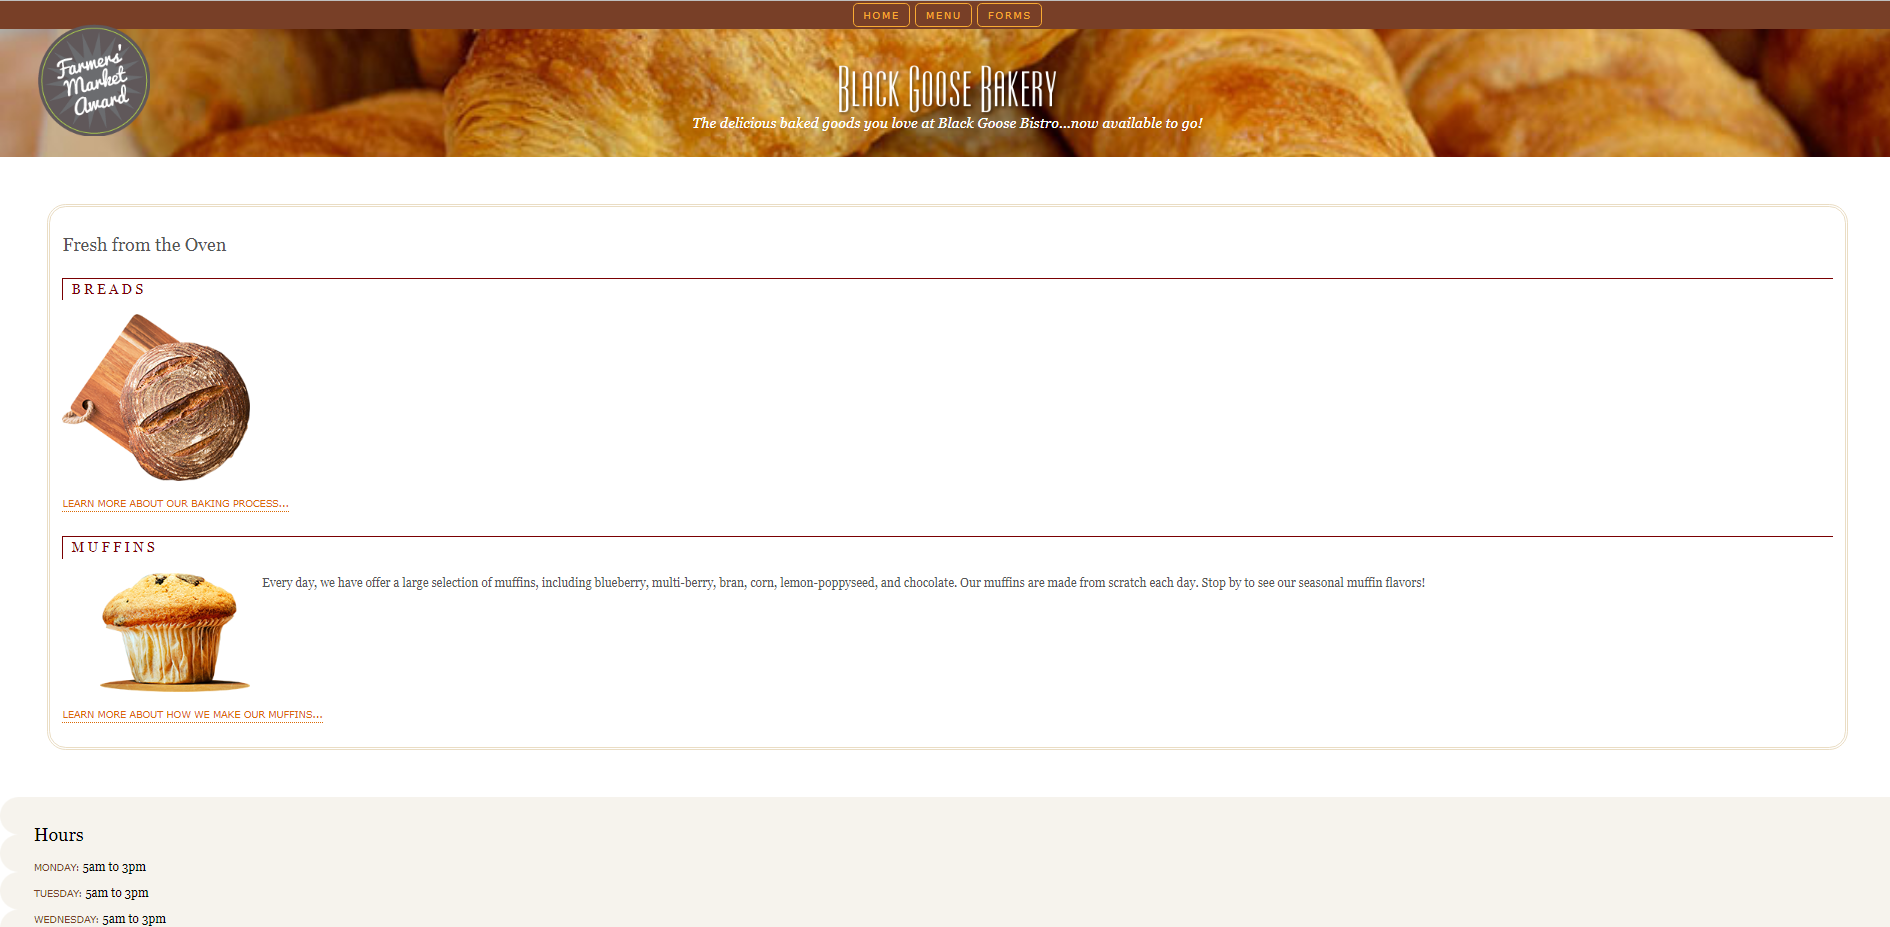 HOME MENU FORMS
Farmers'
Market
Award
BLACK GOOSE BAKERY
The delicious baked goods you love at Black Goose Bistro...now available to go!
Fresh from the Oven
BREADS
LEARN MORE ABOUT OUR BAKING PROCESS...
MUFFINS
Every day, we have offer a large selection of muffins, including blueberry, multi-berry, bran, corn, lemon-poppyseed, and chocolate. Our muffins are made from scratch each day. Stop by to see our seasonal muffin flavors!
LEARN MORE ABOUT HOW WE MAKE OUR MUFFINS...
Hours
MONDAY: 5am to 3pm
TUESDAY: 5am to 3pm
WEDNESDAY: 5am to 3pm